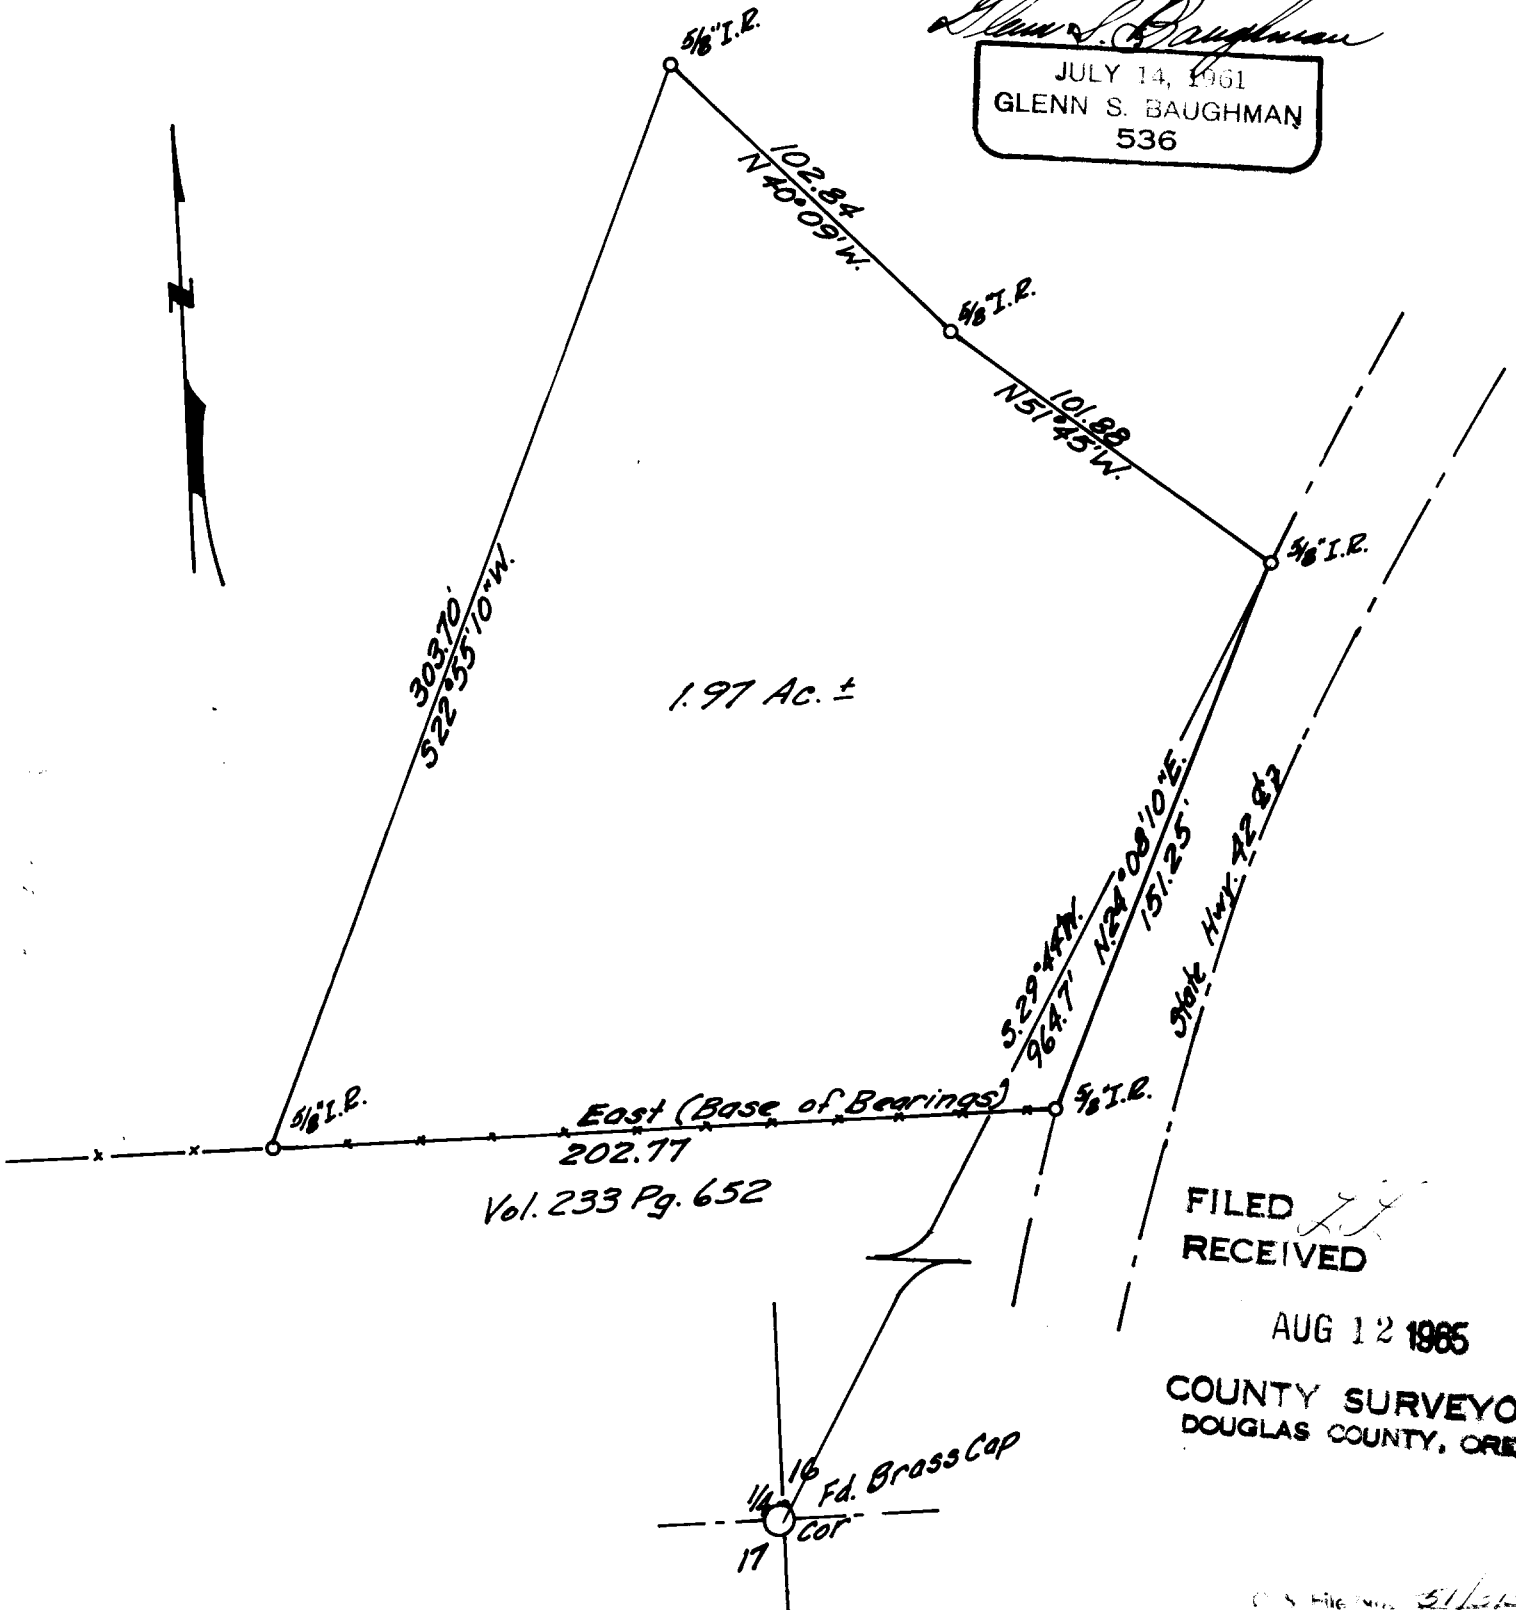 Glenn S. Baughman
JULY 14, 1961
GLENN S. BAUGHMAN
536
5/8" I.R.
102.84
N 40°09' W.
5/8" I.R.
101.88
N 51°45' W.
5/8" I.R.
303.70'
S 22°55'10" W.
1.97 Ac. ±
N. 24°08'10" E.
151.25'
S. 29°44' W.
964.7'
State Hwy. 42
5/8" I.R.
5/8" I.R.
East (Base of Bearings)
202.77
Vol. 233 Pg. 652
FILED
RECEIVED
AUG 12 1965
COUNTY SURVEYO
DOUGLAS COUNTY, ORE
1/4 16
Fd. Brass Cap
Cor
17